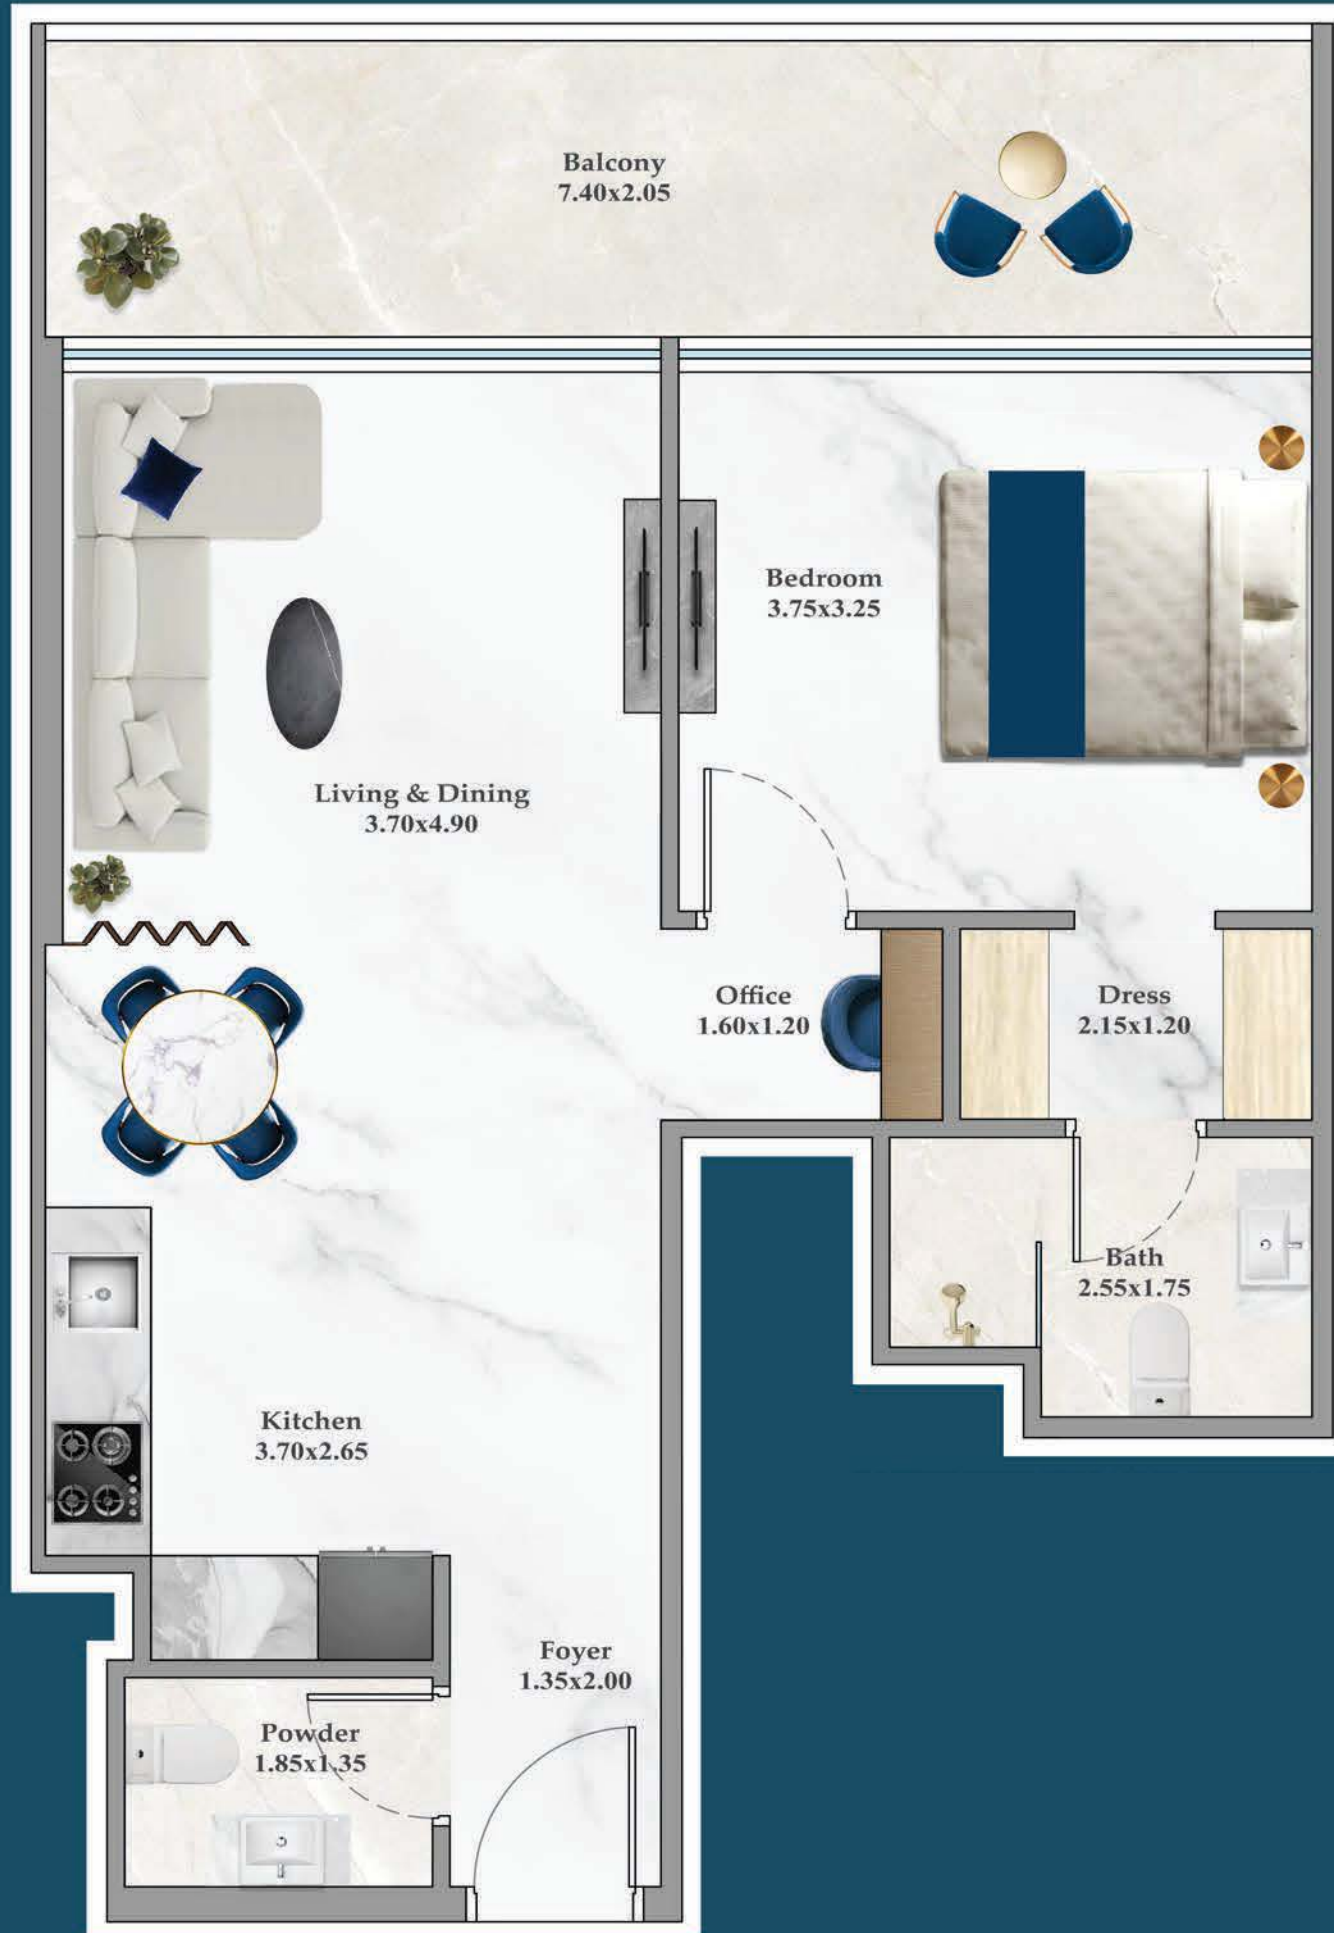 Balcony
7.40x2.05
Bedroom
3.75x3.25
Living & Dining
3.70x4.90
Office
1.60x1.20
Dress
2.15x1.20
Bath
2.55x1.75
Kitchen
3.70x2.65
Foyer
1.35x2.00
Powder
1.85x1.35